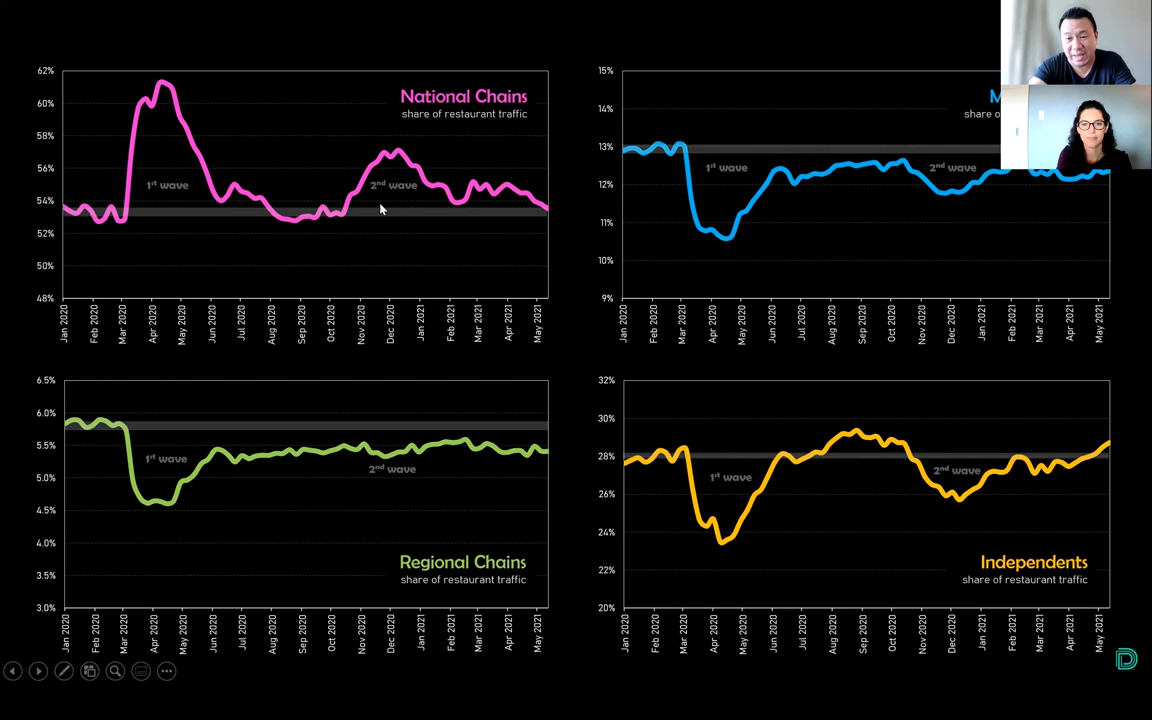 62%
60%
58%
56%
54%
52%
50%
48%
National Chains
share of restaurant traffic
1st wave
2nd wave
Jan 2020
Feb 2020
Mar 2020
Apr 2020
May 2020
Jun 2020
Jul 2020
Aug 2020
Sep 2020
Oct 2020
Nov 2020
Dec 2020
Jan 2021
Feb 2021
Mar 2021
Apr 2021
May 2021
15%
14%
13%
12%
11%
10%
9%
M
share o
1st wave
2nd wave
Jan 2020
Feb 2020
Mar 2020
Apr 2020
May 2020
Jun 2020
Jul 2020
Aug 2020
Sep 2020
Oct 2020
Nov 2020
Dec 2020
Jan 2021
Feb 2021
Mar 2021
Apr 2021
May 2021
6.5%
6.0%
5.5%
5.0%
4.5%
4.0%
3.5%
3.0%
1st wave
2nd wave
Regional Chains
share of restaurant traffic
Jan 2020
Feb 2020
Mar 2020
Apr 2020
May 2020
Jun 2020
Jul 2020
Aug 2020
Sep 2020
Oct 2020
Nov 2020
Dec 2020
Jan 2021
Feb 2021
Mar 2021
Apr 2021
May 2021
32%
30%
28%
26%
24%
22%
20%
1st wave
2nd wave
Independents
share of restaurant traffic
Jan 2020
Feb 2020
Mar 2020
Apr 2020
May 2020
Jun 2020
Jul 2020
Aug 2020
Sep 2020
Oct 2020
Nov 2020
Dec 2020
Jan 2021
Feb 2021
Mar 2021
Apr 2021
May 2021